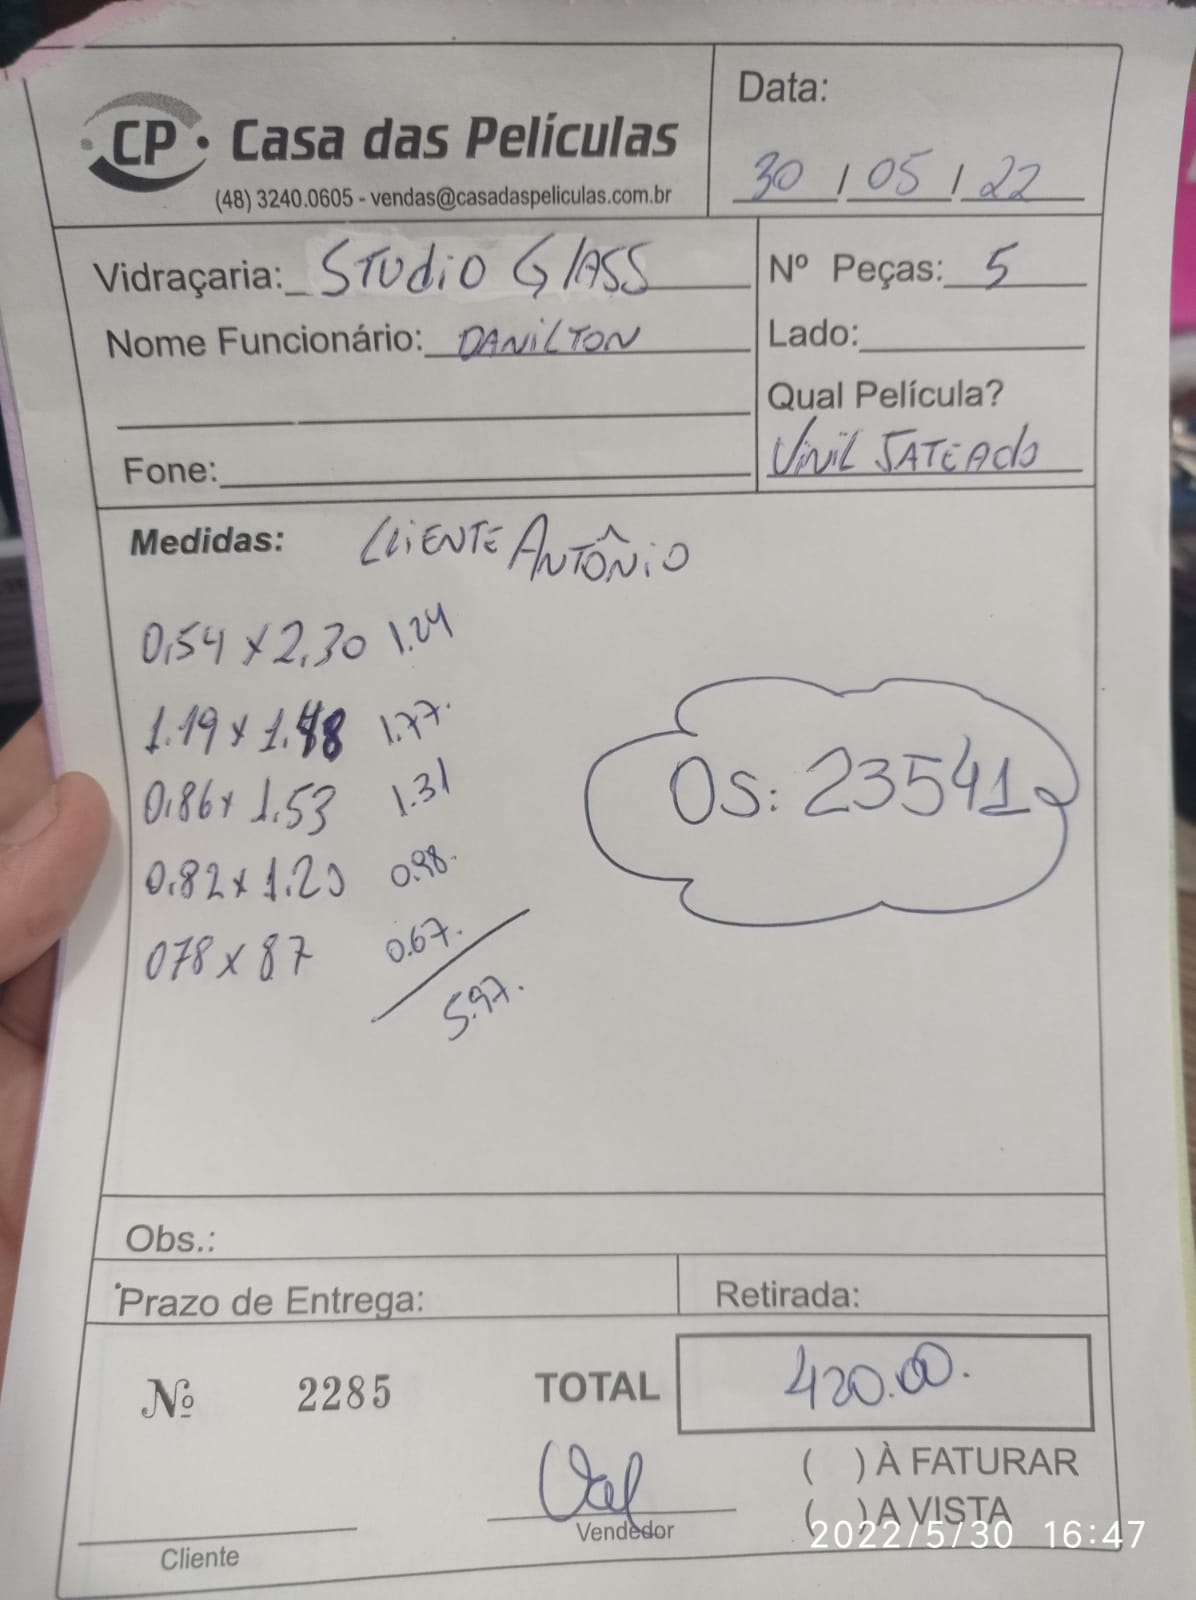 CP Casa das Películas
(48) 3240.0605 - vendas@casadaspeliculas.com.br
Data:
30 / 05 / 22
Vidraçaria: STUDIO GLASS
Nome Funcionário: DANILTON
Fone:
Nº Peças: 5
Lado:
Qual Película?
VINIL JATEADO
Medidas: CLIENTE ANTÔNIO
0,54 x 2,30 1.24
1.19 x 1.48 1.77.
0.86 x 1.53 1.31
0.82 x 1.20 0.98.
078 x 87 0.67.
5.97.
OS: 23541
Obs.:
Prazo de Entrega:
Retirada:
Nº 2285
TOTAL 420.00.
Val
Vendedor
( ) À FATURAR
( ) A VISTA
Cliente
2022/5/30 16:47